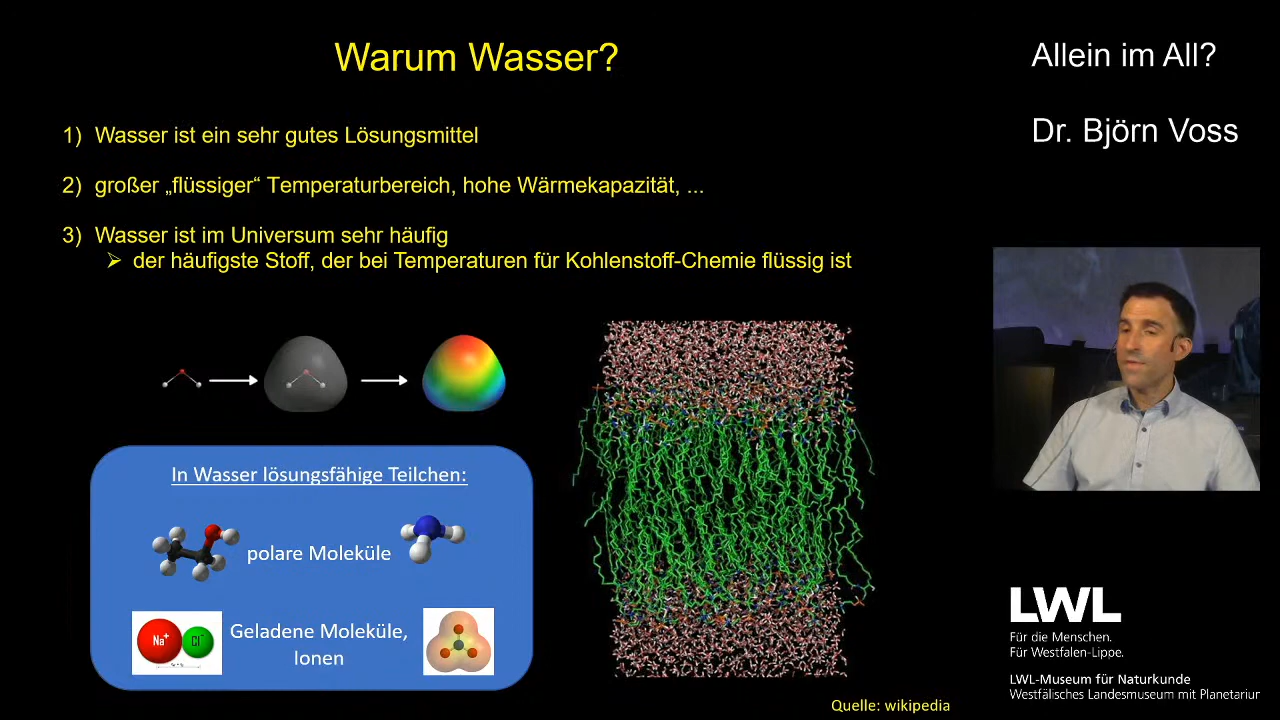 Warum Wasser?
1) Wasser ist ein sehr gutes Lösungsmittel
2) großer „flüssiger“ Temperaturbereich, hohe Wärmekapazität, ...
3) Wasser ist im Universum sehr häufig
➢ der häufigste Stoff, der bei Temperaturen für Kohlenstoff-Chemie flüssig ist
In Wasser lösungsfähige Teilchen:
polare Moleküle
Na+ Cl-
Geladene Moleküle,
Ionen
Quelle: wikipedia
Allein im All?
Dr. Björn Voss
LWL
Für die Menschen.
Für Westfalen-Lippe.
LWL-Museum für Naturkunde
Westfälisches Landesmuseum mit Planetariur